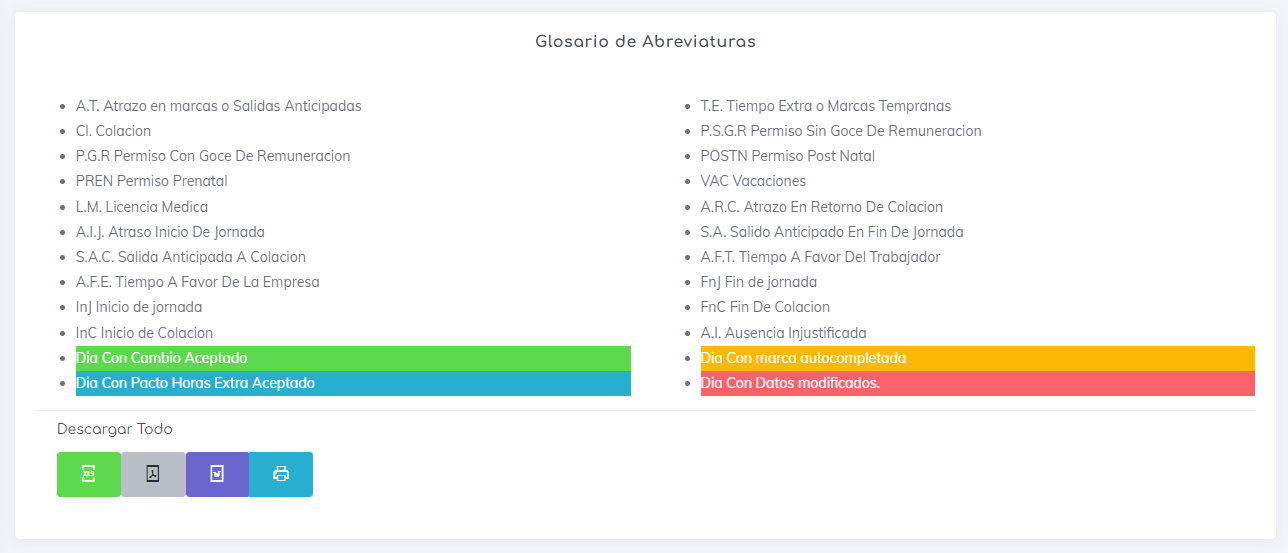 Glosario de Abreviaturas
A.T. Atrazo en marcas o Salidas Anticipadas
Cl. Colacion
P.G.R Permiso Con Goce De Remuneracion
PREN Permiso Prenatal
L.M. Licencia Medica
A.I.J. Atraso Inicio De Jornada
S.A.C. Salida Anticipada A Colacion
A.F.E. Tiempo A Favor De La Empresa
InJ Inicio de jornada
InC Inicio de Colacion
Dia Con Cambio Aceptado
Dia Con Pacto Horas Extra Aceptado
T.E. Tiempo Extra o Marcas Tempranas
P.S.G.R Permiso Sin Goce De Remuneracion
POSTN Permiso Post Natal
VAC Vacaciones
A.R.C. Atrazo En Retorno De Colacion
S.A. Salido Anticipado En Fin De Jornada
A.F.T. Tiempo A Favor Del Trabajador
FnJ Fin de jornada
FnC Fin De Colacion
A.I. Ausencia Injustificada
Dia Con marca autocompletada
Dia Con Datos modificados.
Descargar Todo
XLS